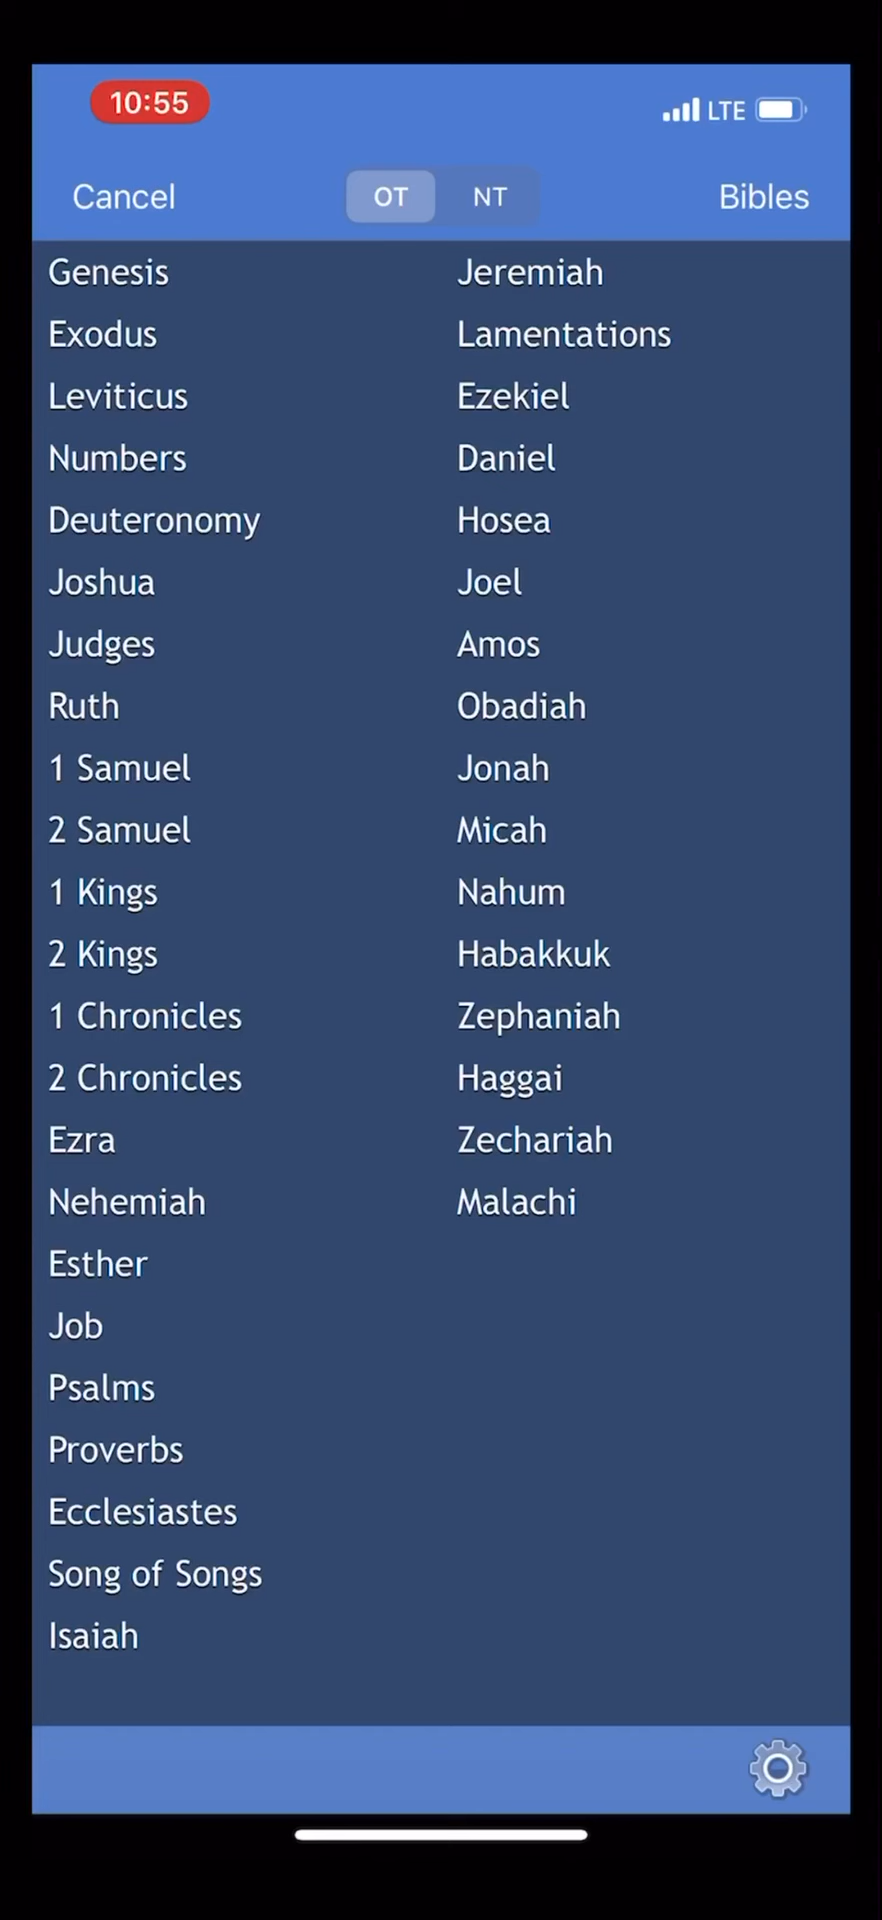 10:55
LTE
Cancel
OT
NT
Bibles
Genesis
Exodus
Leviticus
Numbers
Deuteronomy
Joshua
Judges
Ruth
1 Samuel
2 Samuel
1 Kings
2 Kings
1 Chronicles
2 Chronicles
Ezra
Nehemiah
Esther
Job
Psalms
Proverbs
Ecclesiastes
Song of Songs
Isaiah
Jeremiah
Lamentations
Ezekiel
Daniel
Hosea
Joel
Amos
Obadiah
Jonah
Micah
Nahum
Habakkuk
Zephaniah
Haggai
Zechariah
Malachi